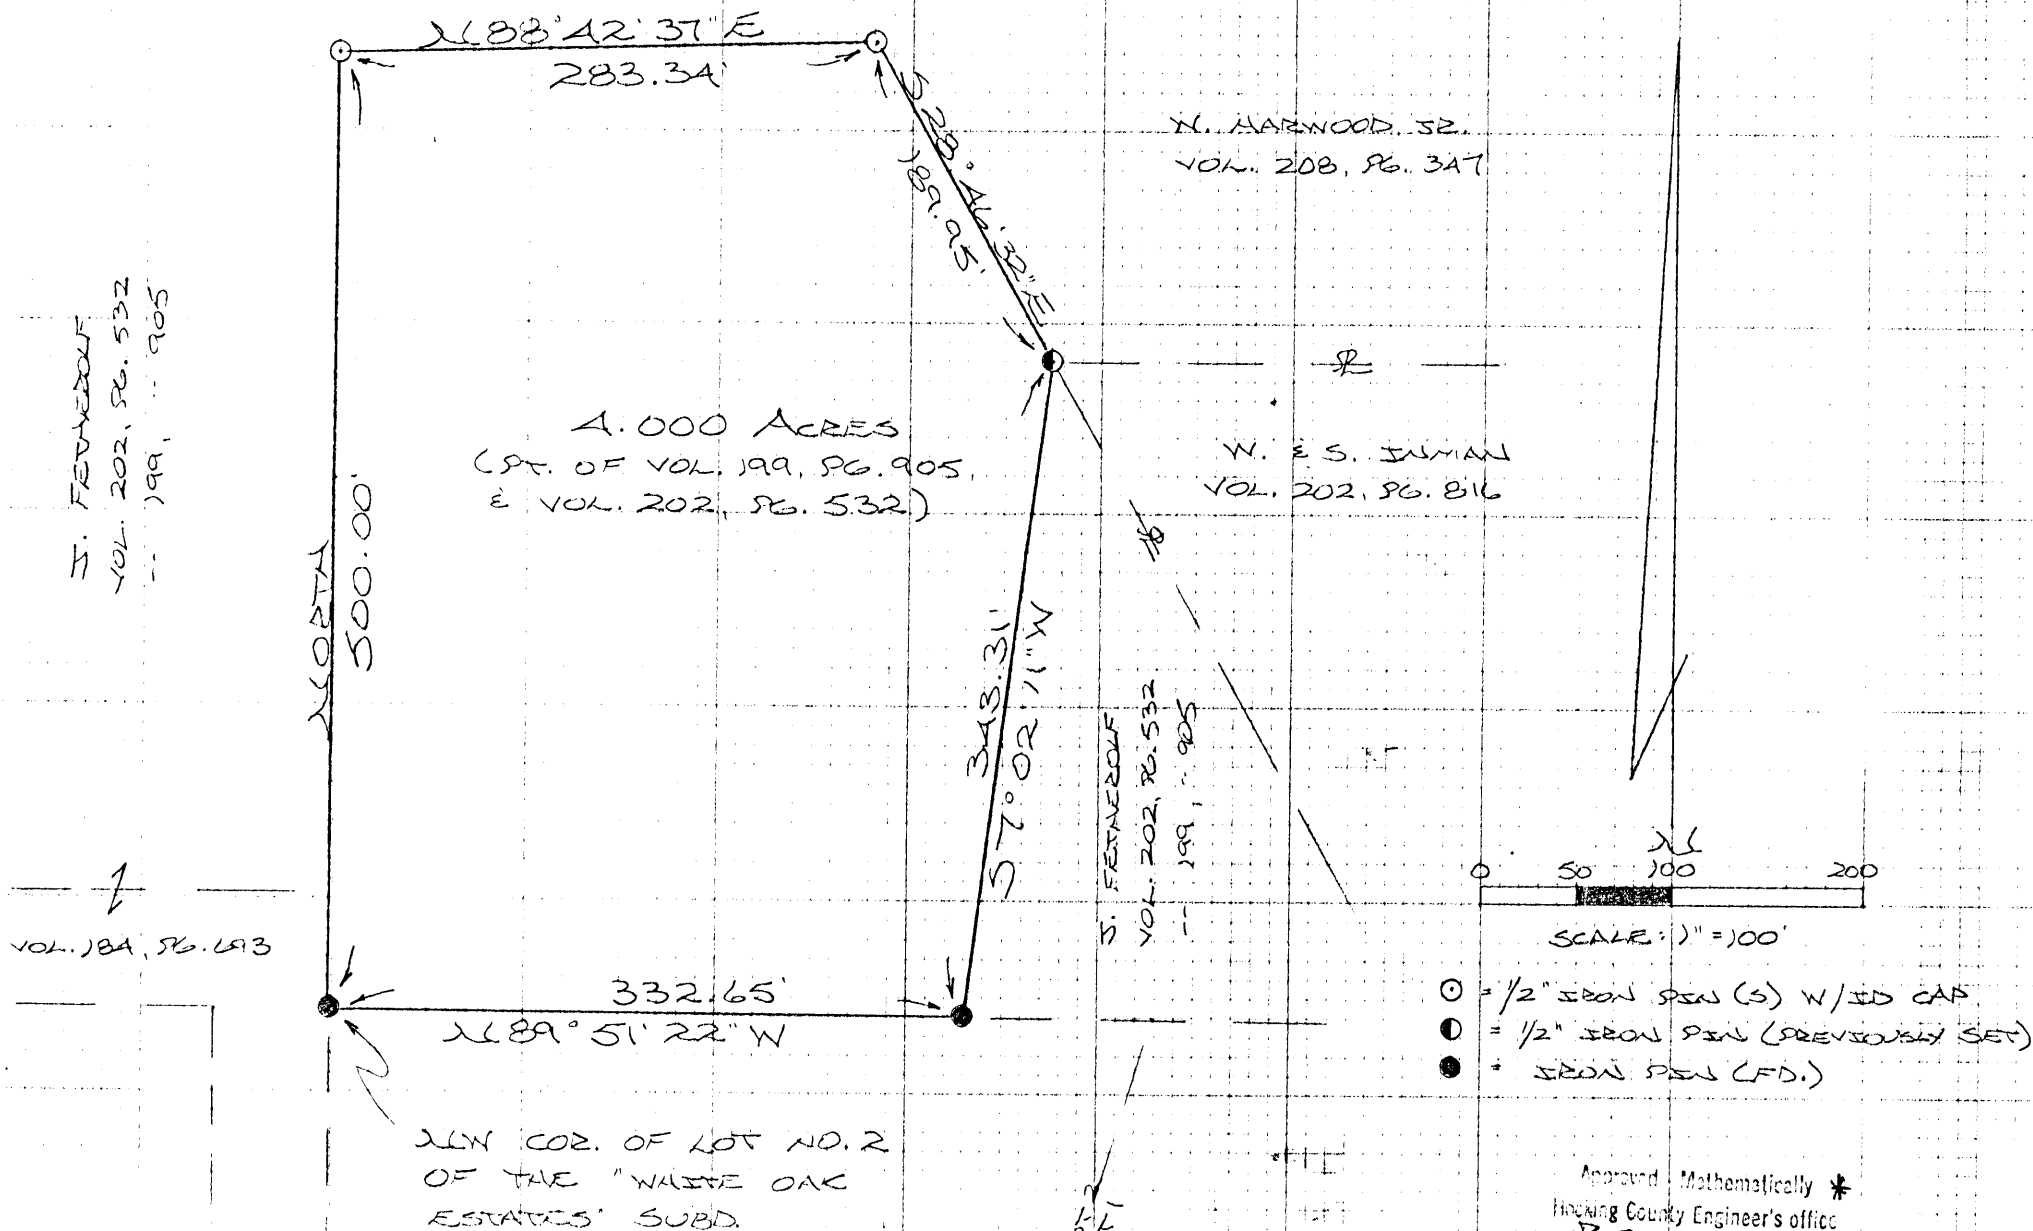 N 88° 42' 37" E
283.34'
S 28° 46' 32" E
189.95'
W. HARWOOD JR.
VOL. 208, PG. 347
J. FETHEROLF
VOL. 202, PG. 532
-- 199, -- 905
4.000 ACRES
(PT. OF VOL. 199, PG. 905,
& VOL. 202, PG. 532)
W. & S. INMAN
VOL. 202, PG. 816
NORTH
500.00'
343.31'
S 7° 02' 11" W
J. FETHEROLF
VOL. 202, PG. 532
-- 199, -- 905
N
0 50 100 200
SCALE: 1" = 100'
VOL. 184, PG. 693
332.65'
N 89° 51' 22" W
= 1/2" IRON PIN (S) W/ID CAP
= 1/2" IRON PIN (PREVIOUSLY SET)
= IRON PIN (FD.)
NW COR. OF LOT NO. 2
OF THE "WHITE OAK
ESTATES" SUBD.
Approved Mathematically *
Hocking County Engineer's office